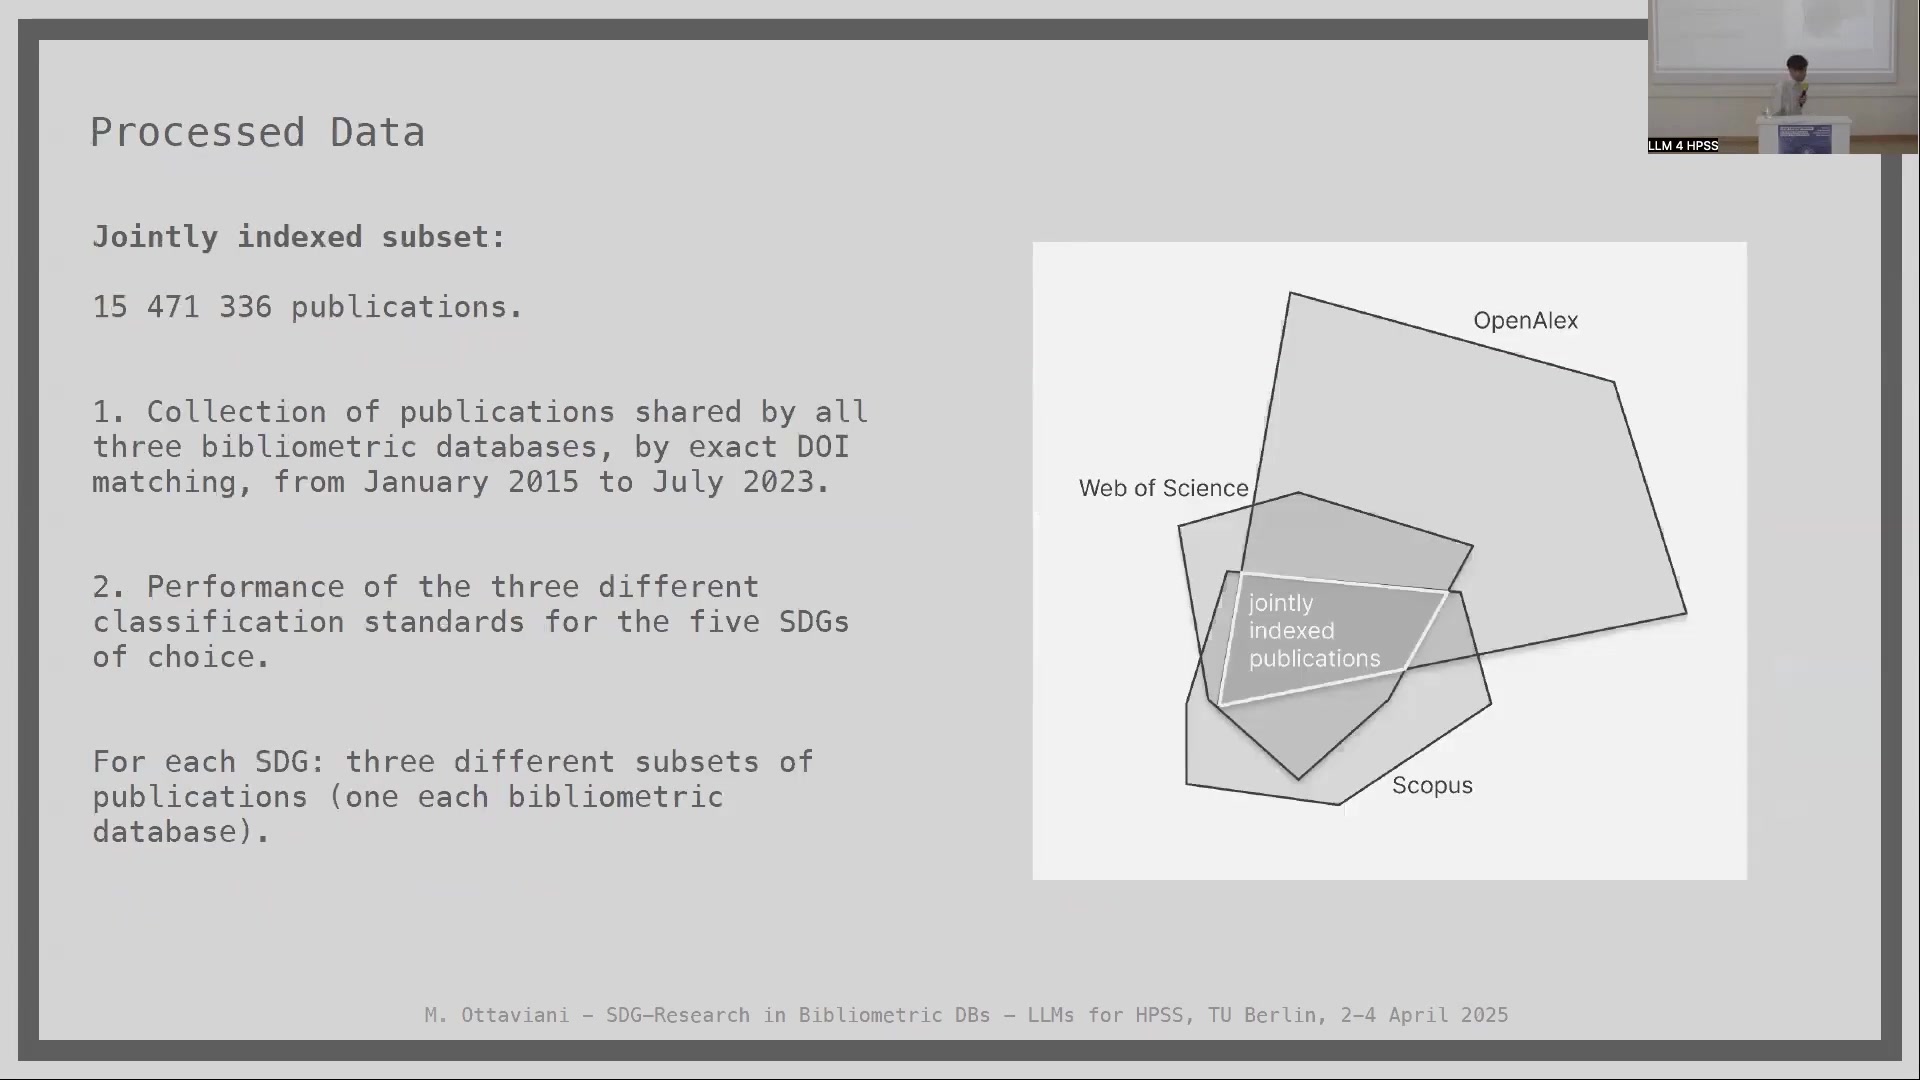 LLM 4 HPSS
Processed Data
Jointly indexed subset:
15 471 336 publications.
1. Collection of publications shared by all
three bibliometric databases, by exact DOI
matching, from January 2015 to July 2023.
2. Performance of the three different
classification standards for the five SDGs
of choice.
For each SDG: three different subsets of
publications (one each bibliometric
database).
OpenAlex
Web of Science
jointly
indexed
publications
Scopus
M. Ottaviani – SDG–Research in Bibliometric DBs – LLMs for HPSS, TU Berlin, 2–4 April 2025